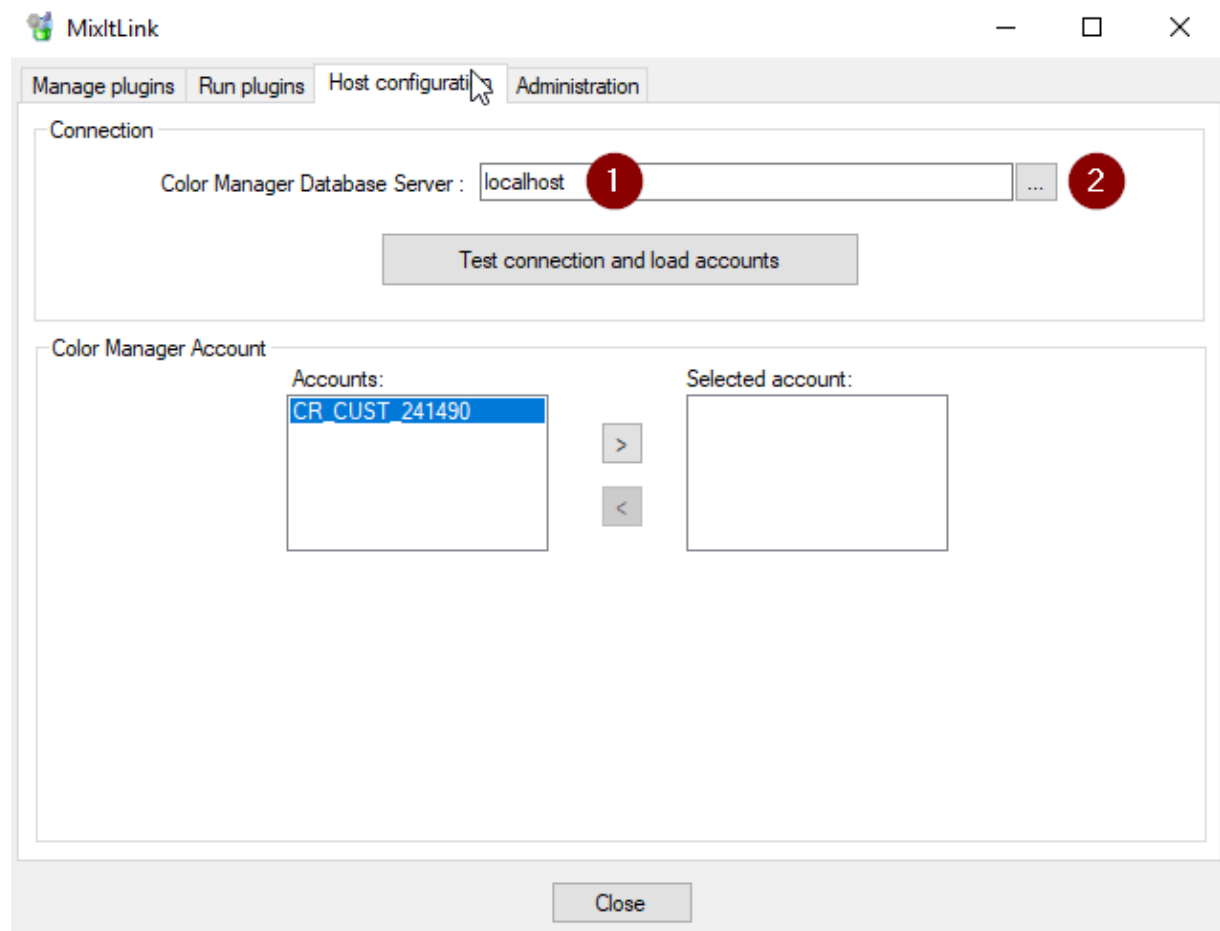 MixItLink
Manage plugins Run plugins Host configuration Administration
Connection
Color Manager Database Server : localhost 1 ... 2
Test connection and load accounts
Color Manager Account
Accounts: Selected account:
CR_CUST_241490
>
<
Close